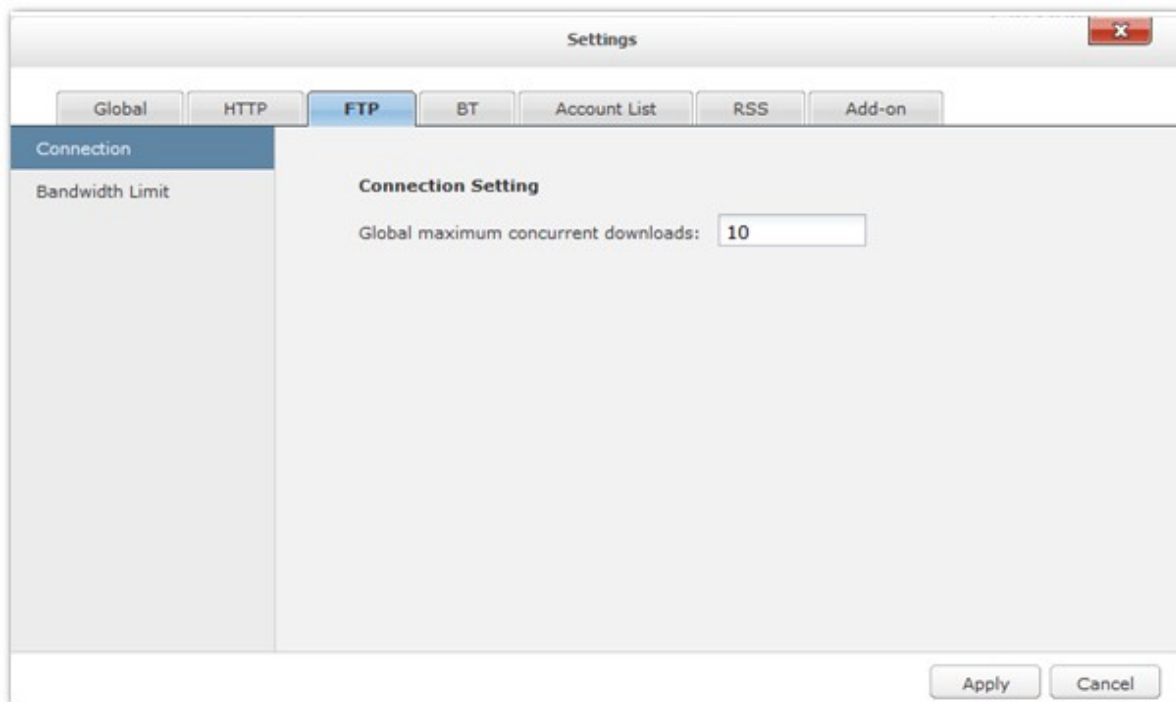 Settings
Global HTTP FTP BT Account List RSS Add-on
Connection
Bandwidth Limit
Connection Setting
Global maximum concurrent downloads: 10
Apply Cancel